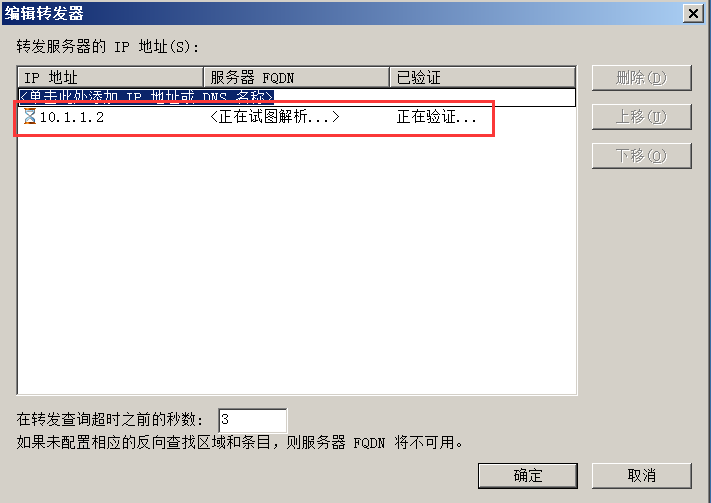 编辑转发器
转发服务器的 IP 地址(S):
IP 地址 服务器 FQDN 已验证
<单击此处添加 IP 地址或 DNS 名称>
10.1.1.2 <正在试图解析...> 正在验证...
删除(D)
上移(U)
下移(O)
在转发查询超时之前的秒数: 3
如果未配置相应的反向查找区域和条目，则服务器 FQDN 将不可用。
确定 取消